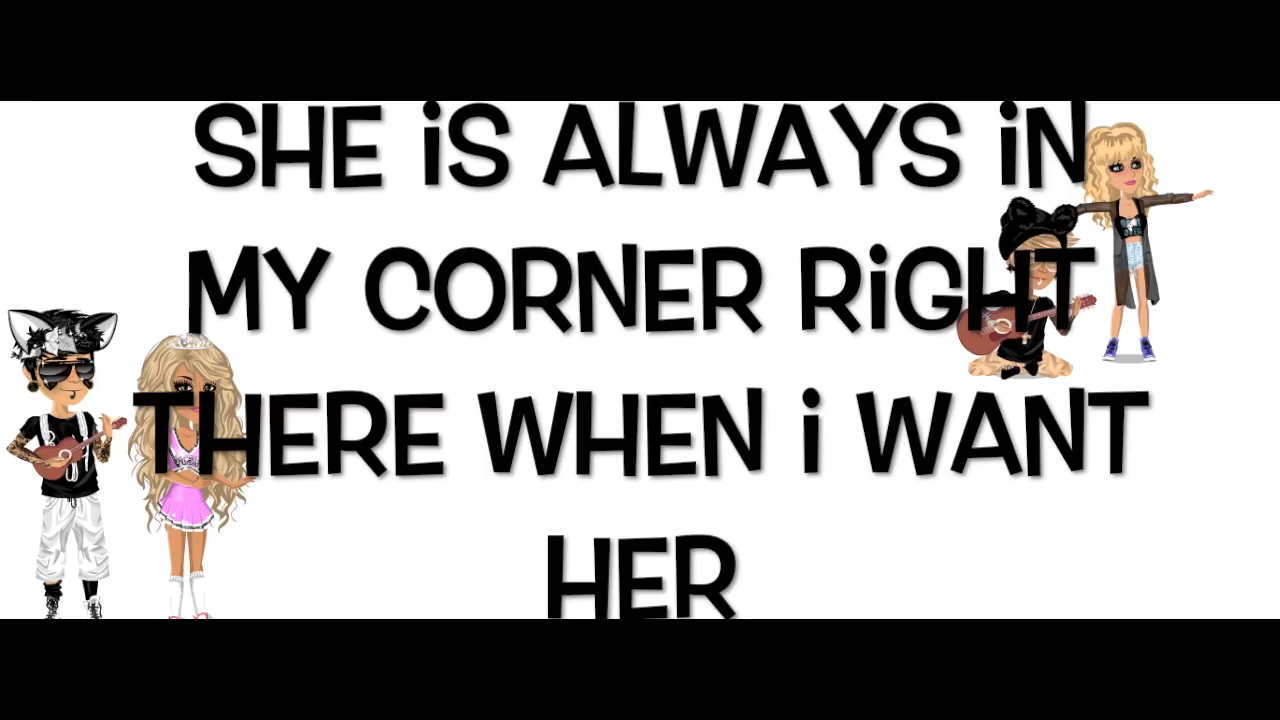 SHE iS ALWAYS iN
MY CORNER RiGHT
THERE WHEN i WANT
HER